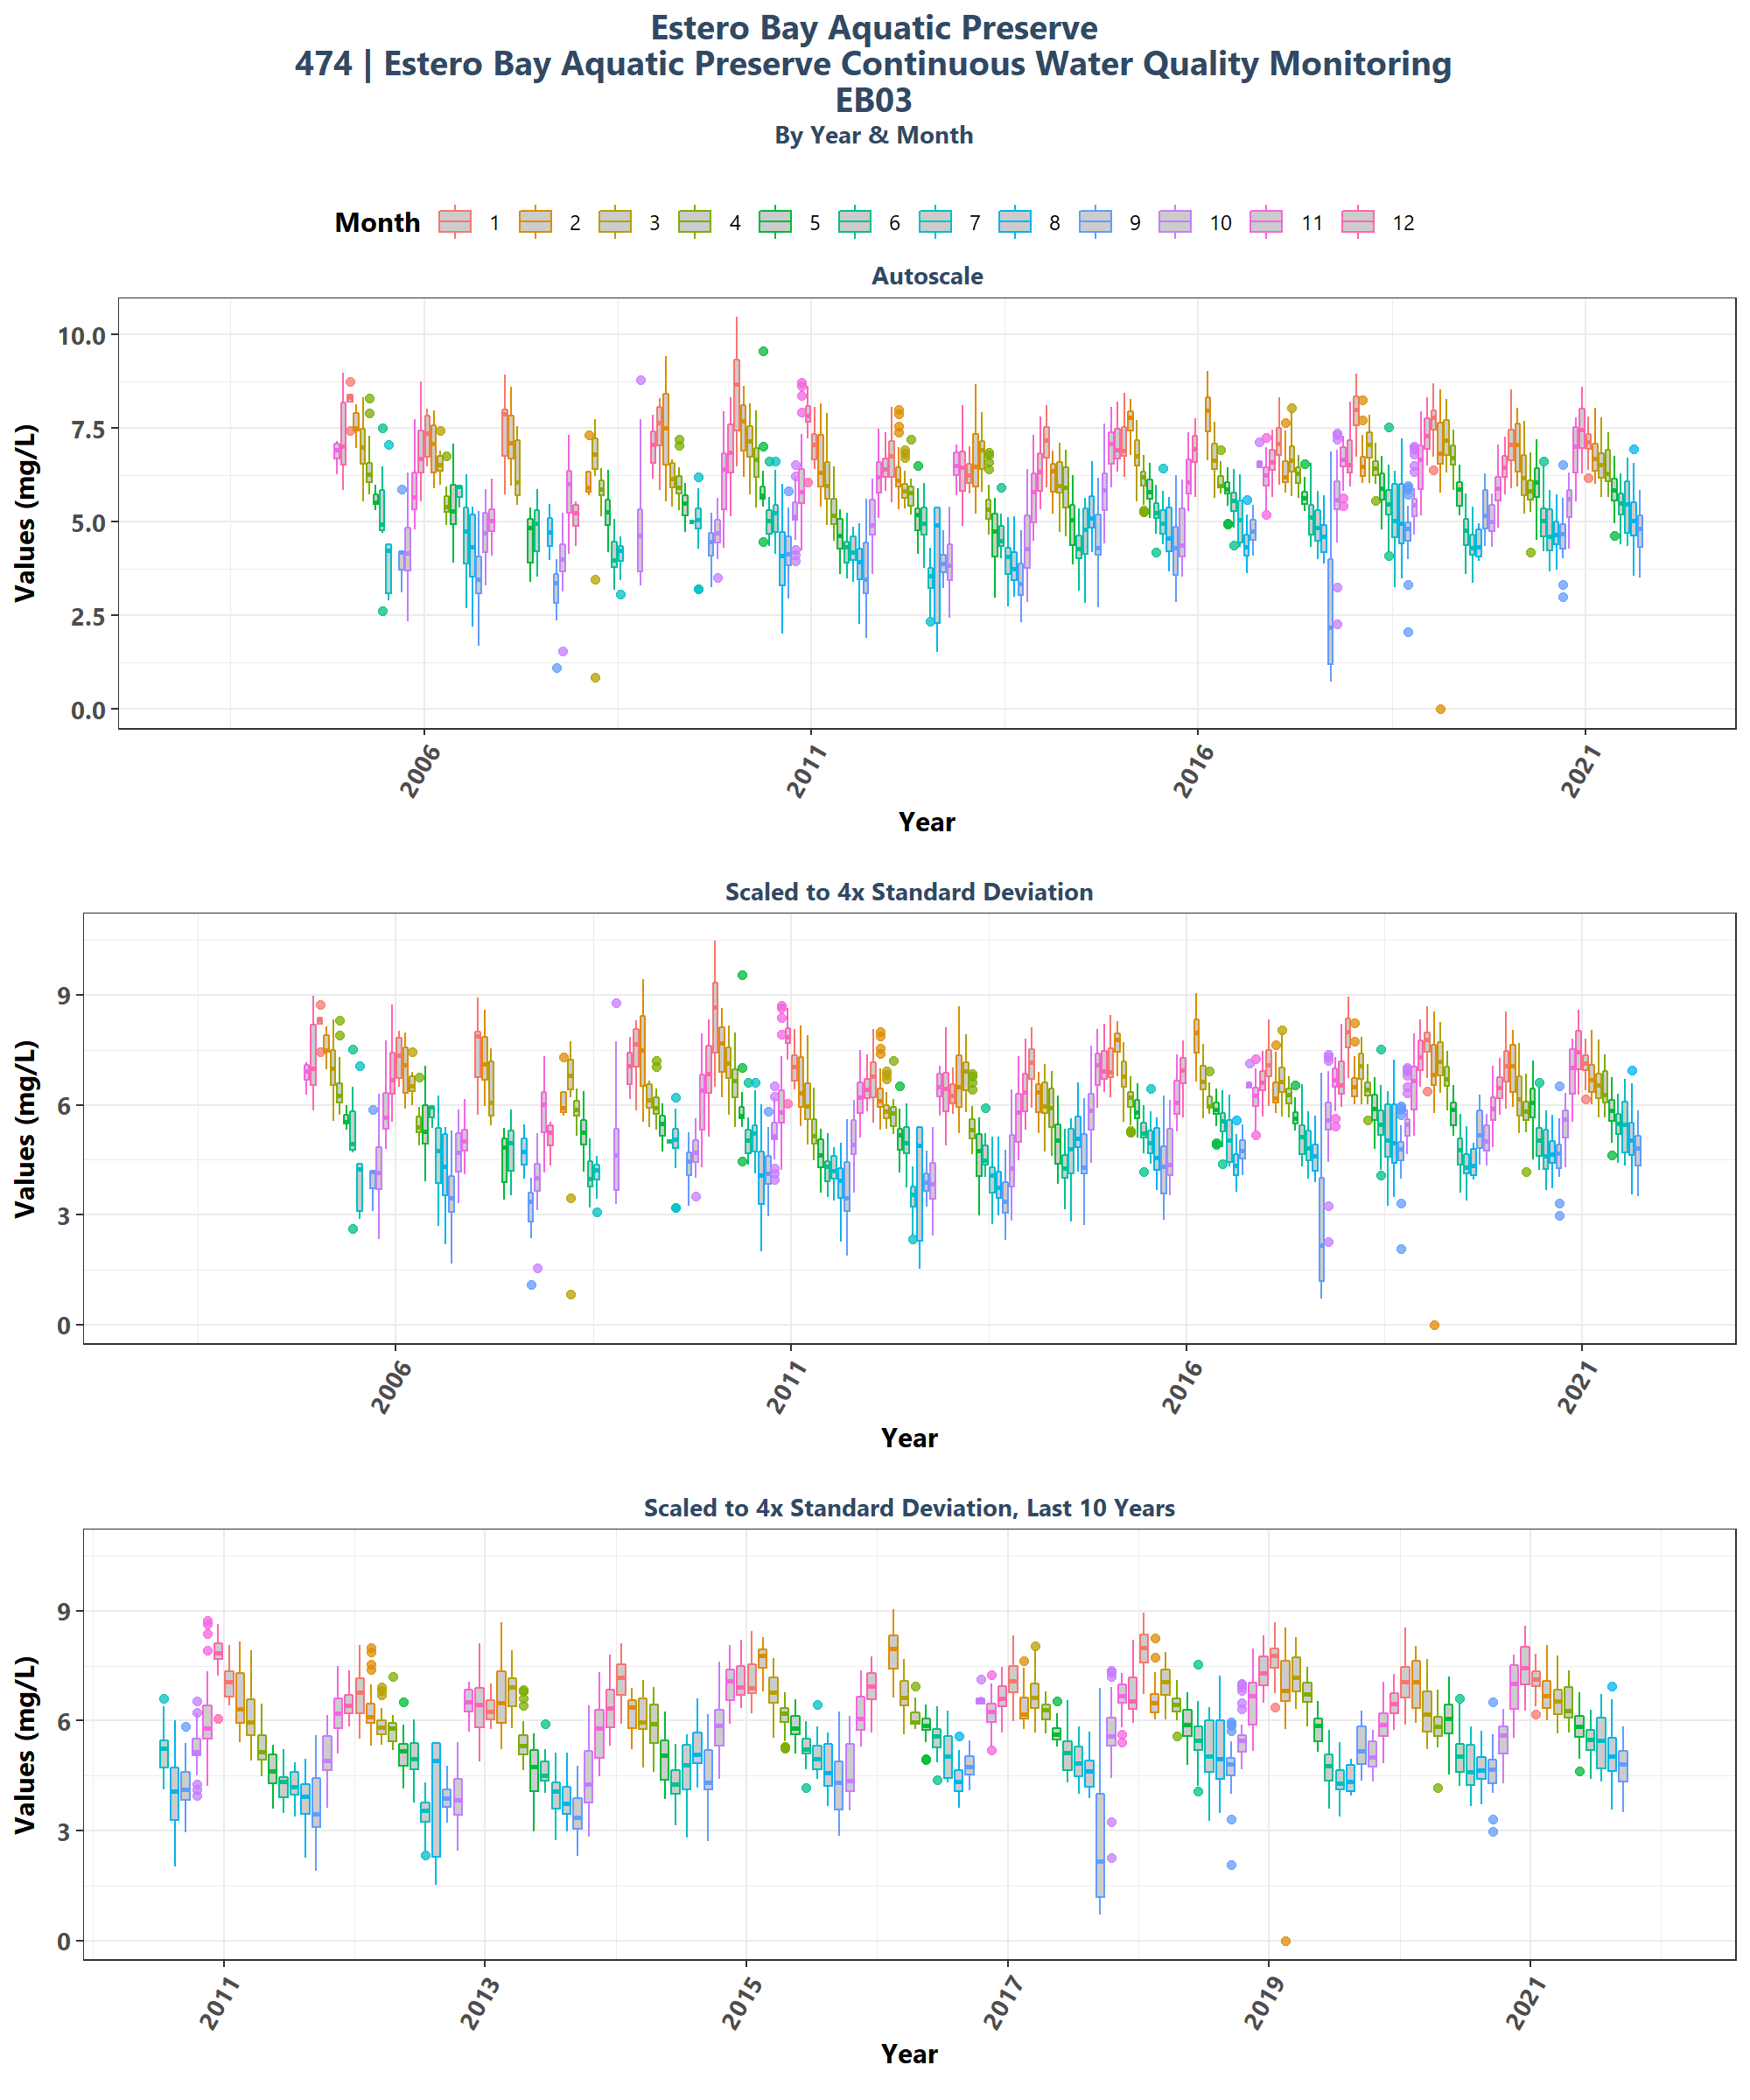 Estero Bay Aquatic Preserve
474 | Estero Bay Aquatic Preserve Continuous Water Quality Monitoring
EB03
By Year & Month
Month 1 2 3 4 5 6 7 8 9 10 11 12
Autoscale
Values (mg/L)
10.0
7.5
5.0
2.5
0.0
2006 2011 2016 2021
Year
Scaled to 4x Standard Deviation
Values (mg/L)
9
6
3
0
2006 2011 2016 2021
Year
Scaled to 4x Standard Deviation, Last 10 Years
Values (mg/L)
9
6
3
0
2011 2013 2015 2017 2019 2021
Year